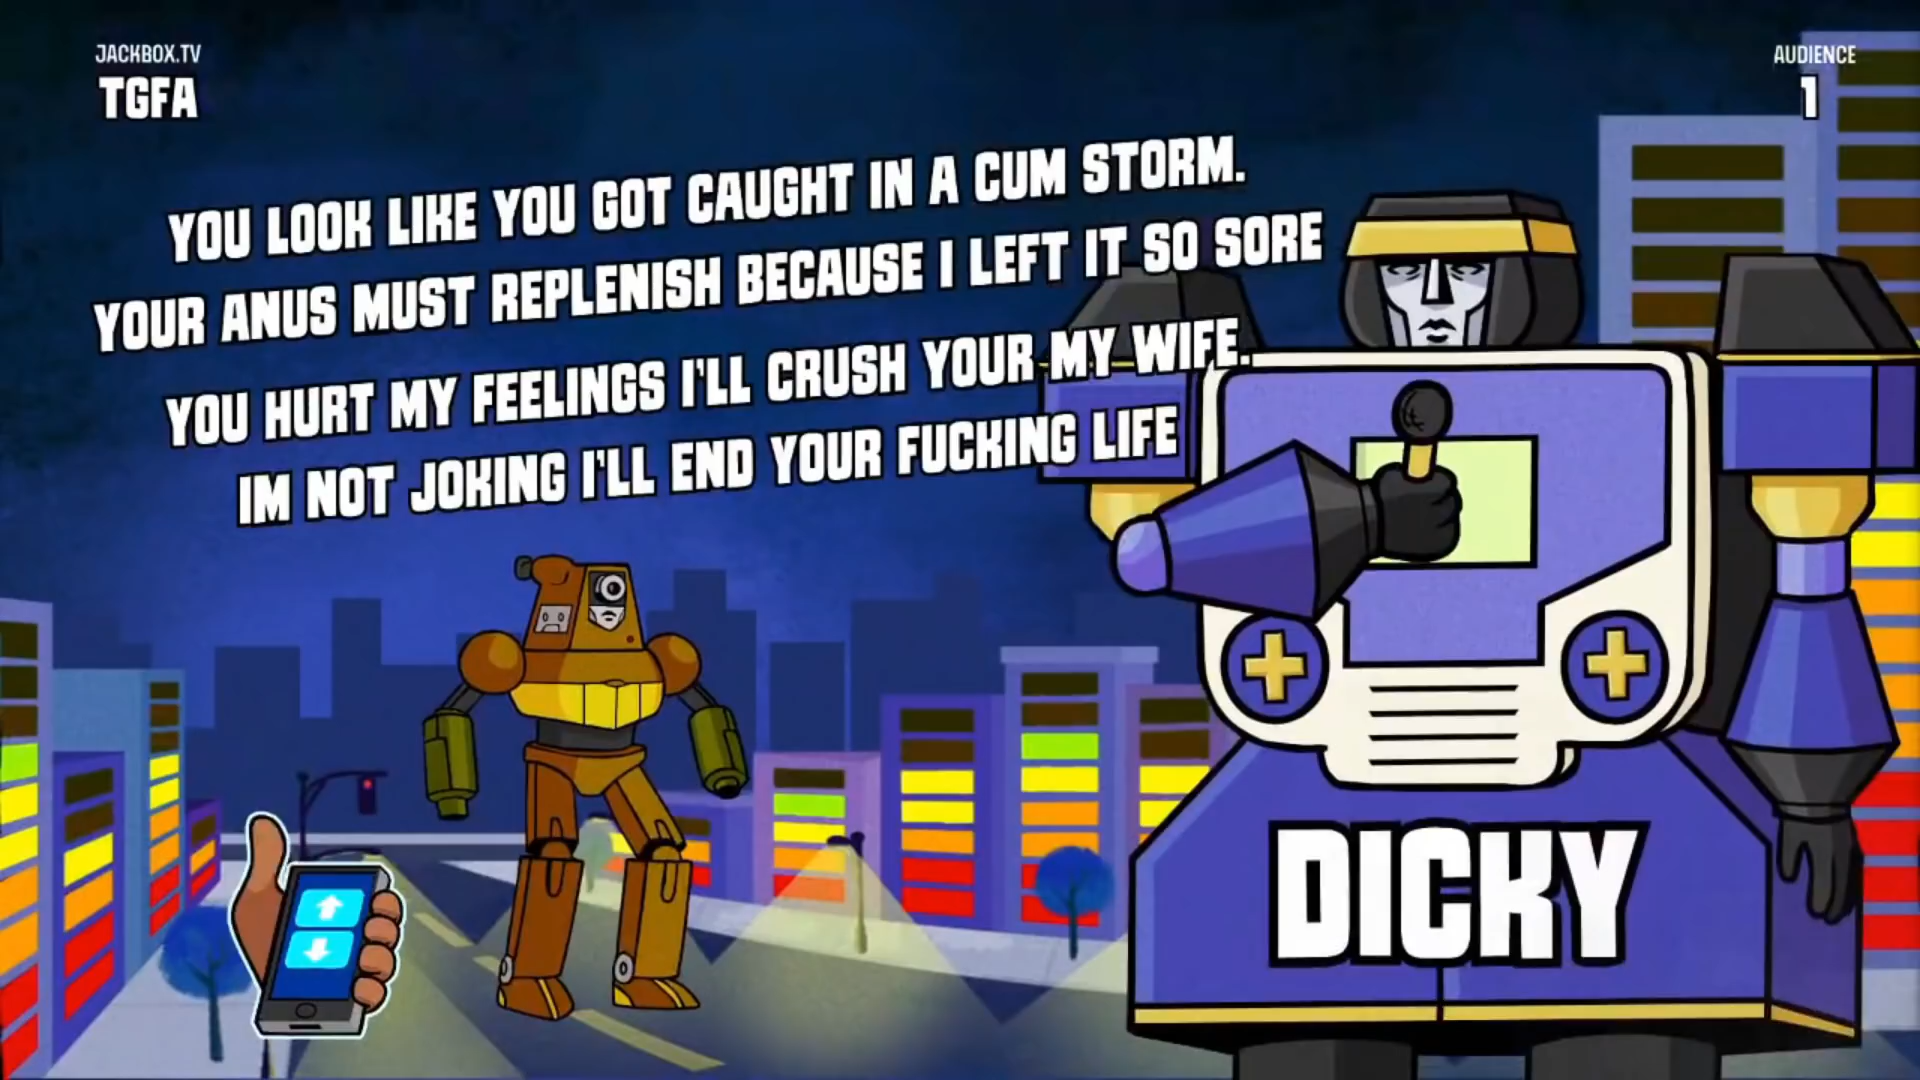 JACKBOX.TV
TGFA
AUDIENCE
1
YOU LOOK LIKE YOU GOT CAUGHT IN A CUM STORM.
YOUR ANUS MUST REPLENISH BECAUSE I LEFT IT SO SORE
YOU HURT MY FEELINGS I'LL CRUSH YOUR MY WIFE.
IM NOT JOKING I'LL END YOUR FUCKING LIFE
DICKY